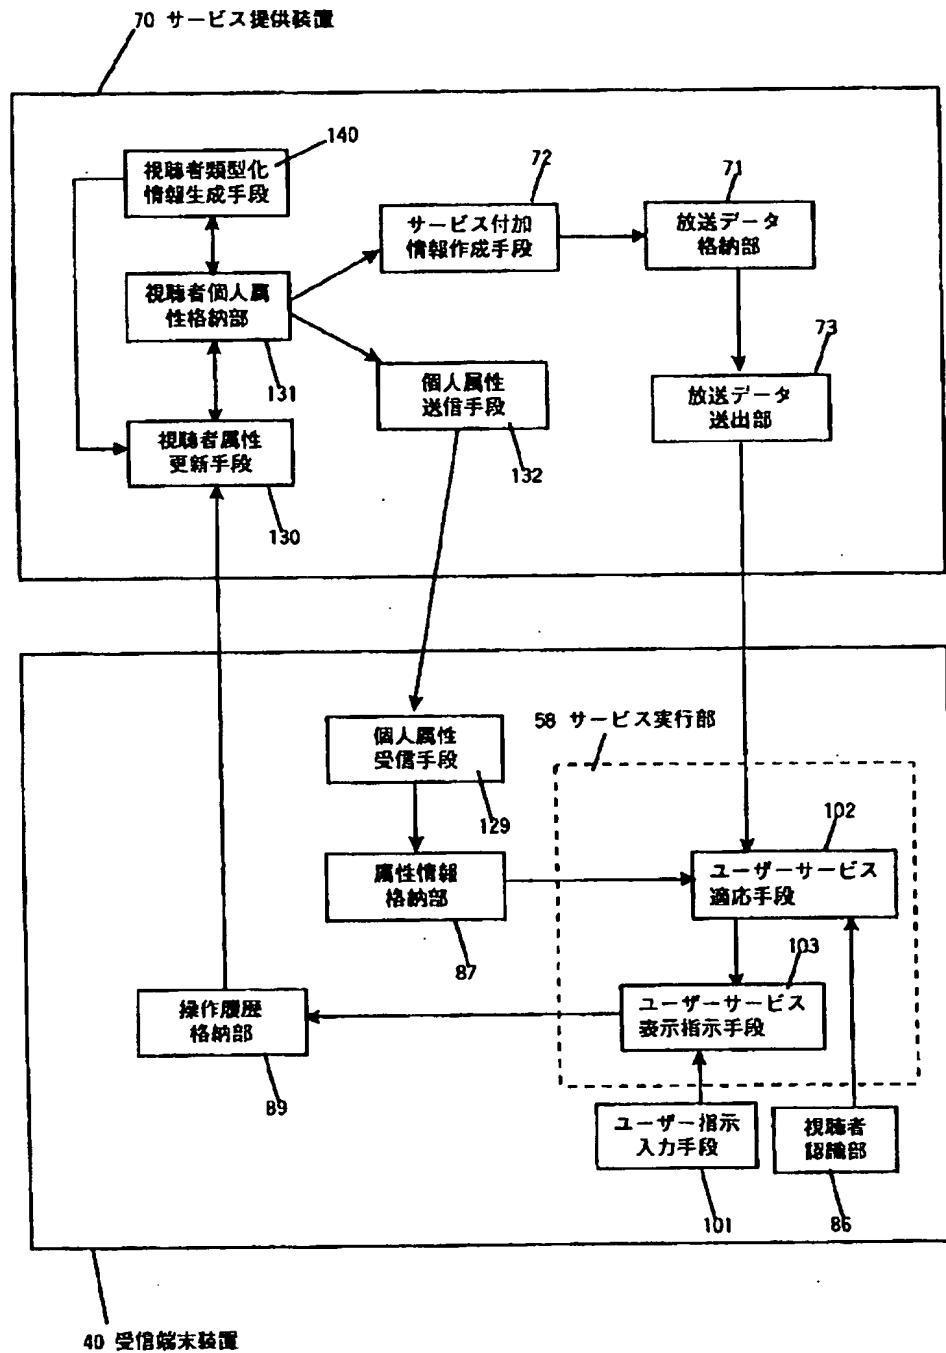 70 サービス提供装置
140
視聴者類型化
情報生成手段
72
サービス付加
情報作成手段
71
放送データ
格納部
視聴者個人属
性格納部
131
個人属性
送信手段
132
73
放送データ
送出部
視聴者属性
更新手段
130
58 サービス実行部
個人属性
受信手段
129
102
ユーザーサービス
適応手段
属性情報
格納部
87
103
ユーザーサービス
表示指示手段
操作履歴
格納部
89
ユーザー指示
入力手段
101
視聴者
認識部
86
40 受信端末装置